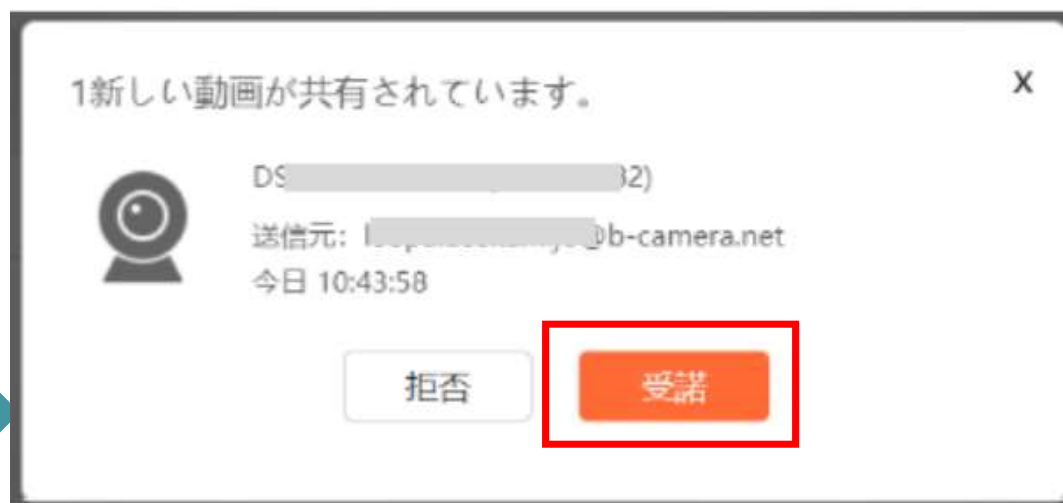 1新しい動画が共有されています。
X
DS 32)
送信元: @b-camera.net
今日 10:43:58
拒否
受諾